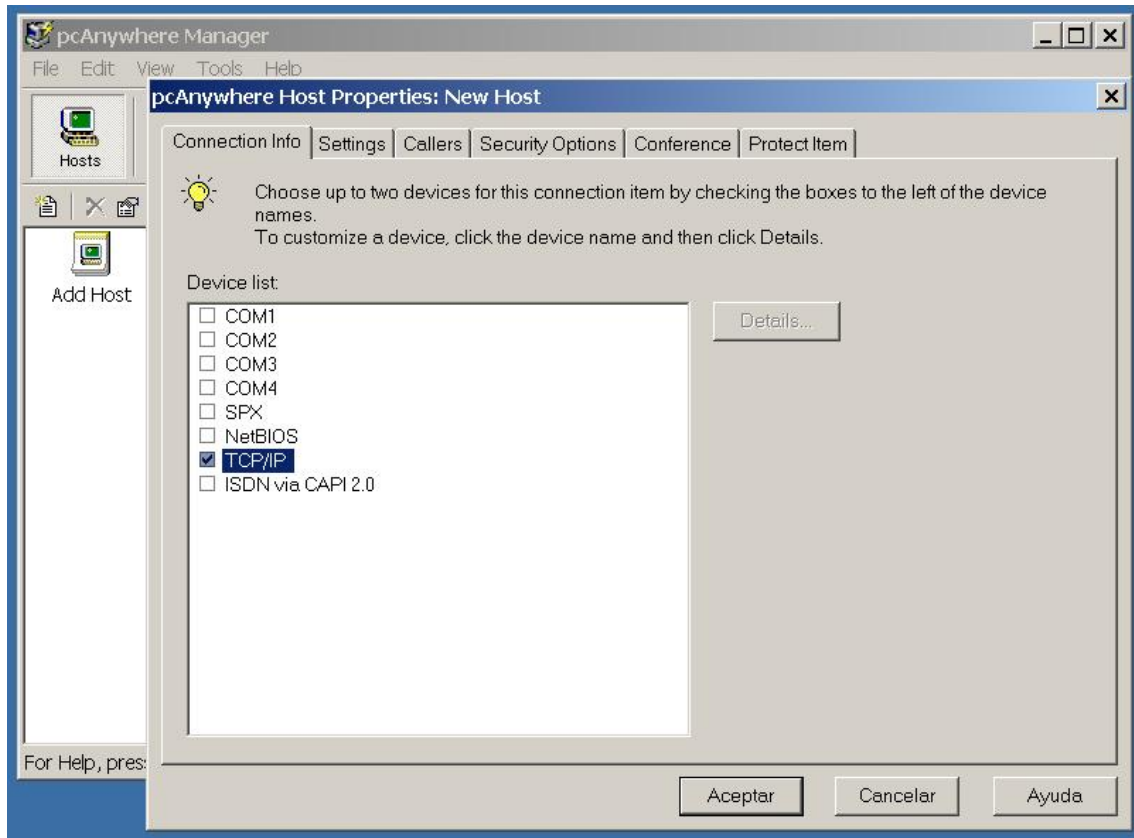 pcAnywhere Manager
File Edit View Tools Help
pcAnywhere Host Properties: New Host
Hosts
Connection Info Settings Callers Security Options Conference Protect Item
Choose up to two devices for this connection item by checking the boxes to the left of the device
names.
To customize a device, click the device name and then click Details.
Add Host
Device list:
COM1
Details...
COM2
COM3
COM4
SPX
NetBIOS
TCP/IP
ISDN via CAPI 2.0
For Help, pres
Aceptar Cancelar Ayuda